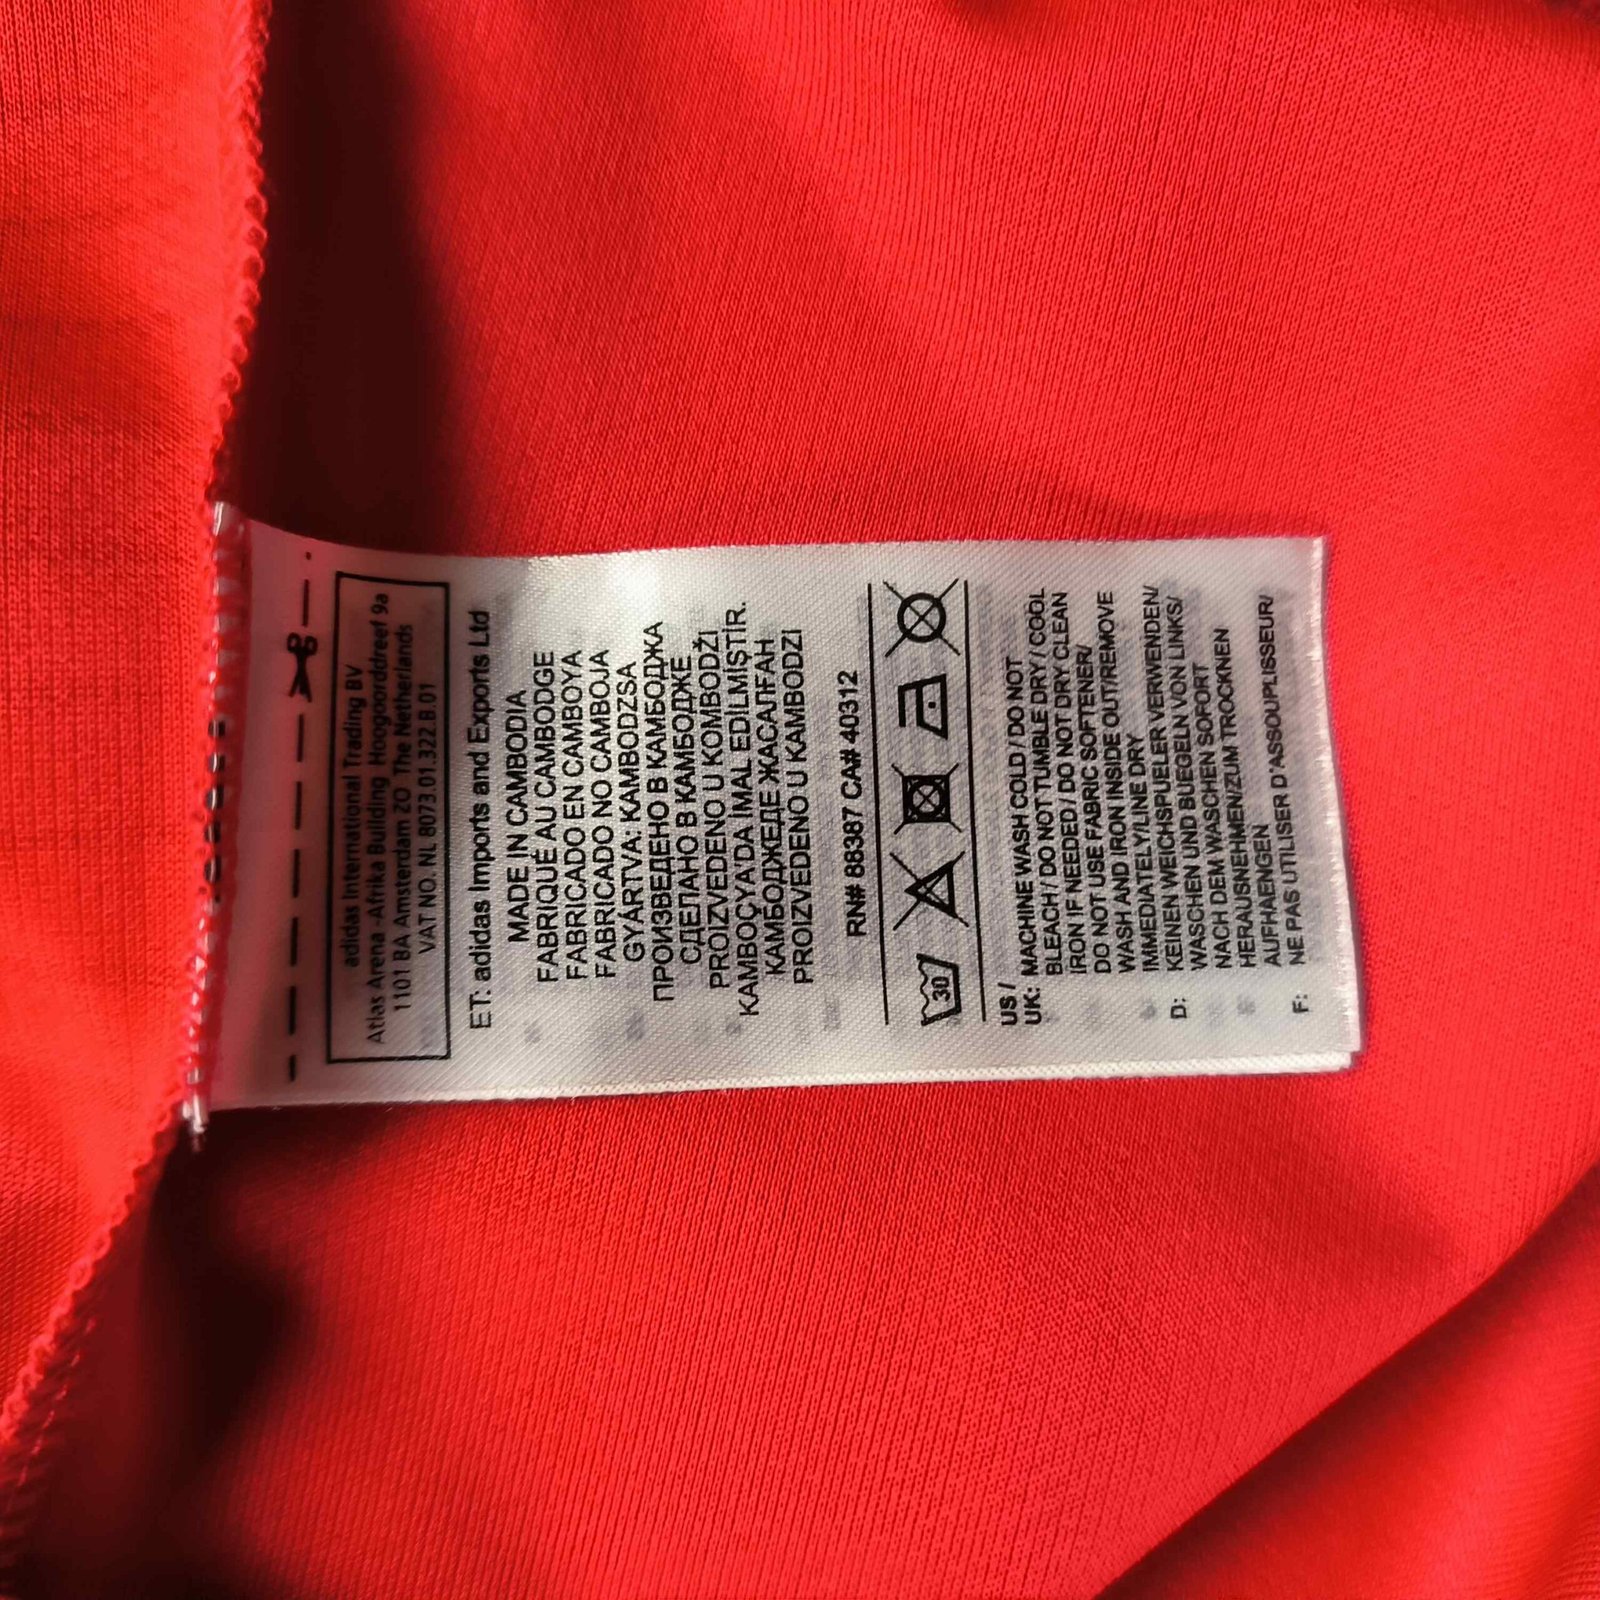 adidas International Trading BV
Atlas Arena -Afrika Building Hoogoorddreef 9a
1101 BA Amsterdam ZO The Netherlands
VAT NO. NL 8073.01.322.B.01
ET: adidas Imports and Exports Ltd
MADE IN CAMBODIA
FABRIQUÉ AU CAMBODGE
FABRICADO EN CAMBOYA
FABRICADO NO CAMBOJA
GYÁRTVA: KAMBODZSA
ПРОИЗВЕДЕНО В КАМБОДЖА
СДЕЛАНО В КАМБОДЖЕ
PROIZVEDENO U KOMBODŽI
KAMBOÇYA'DA İMAL EDİLMİŞTİR.
КАМБОДЖЕДЕ ЖАСАЛҒАН
PROIZVEDENO U KAMBODZI
RN# 88387 CA# 40312
30
US /
UK: MACHINE WASH COLD / DO NOT
BLEACH / DO NOT TUMBLE DRY / COOL
IRON IF NEEDED / DO NOT DRY CLEAN
DO NOT USE FABRIC SOFTENER/
WASH AND IRON INSIDE OUT/REMOVE
IMMEDIATELY/LINE DRY
D: KEINEN WEICHSPUELER VERWENDEN/
WASCHEN UND BUEGELN VON LINKS/
NACH DEM WASCHEN SOFORT
HERAUSNEHMEN/ZUM TROCKNEN
AUFHAENGEN
F: NE PAS UTILISER D'ASSOUPLISSEUR/